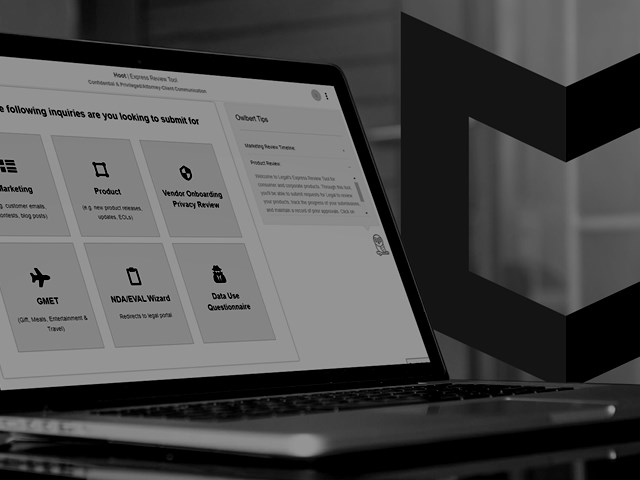 Host | Express Review Tool
Confidential & Privileged/Attorney-Client Communication
e following inquiries are you looking to submit for
Marketing
g. customer emails,
contests, blog posts)
Product
(e.g. new product releases,
updates, EOLs)
Vendor Onboarding
Privacy Review
GMET
(Gift, Meals, Entertainment &
Travel)
NDA/EVAL Wizard
Redirects to legal portal
Data Use
Questionnaire
Owlbert Tips
Marketing Review Timeline
Product Review
Welcome to Legal's Express Review Tool for
consumer and corporate products. Through this tool,
you'll be able to submit requests for Legal to review
your products, track the progress of your submissions,
and maintain a record of your approvals. Click on